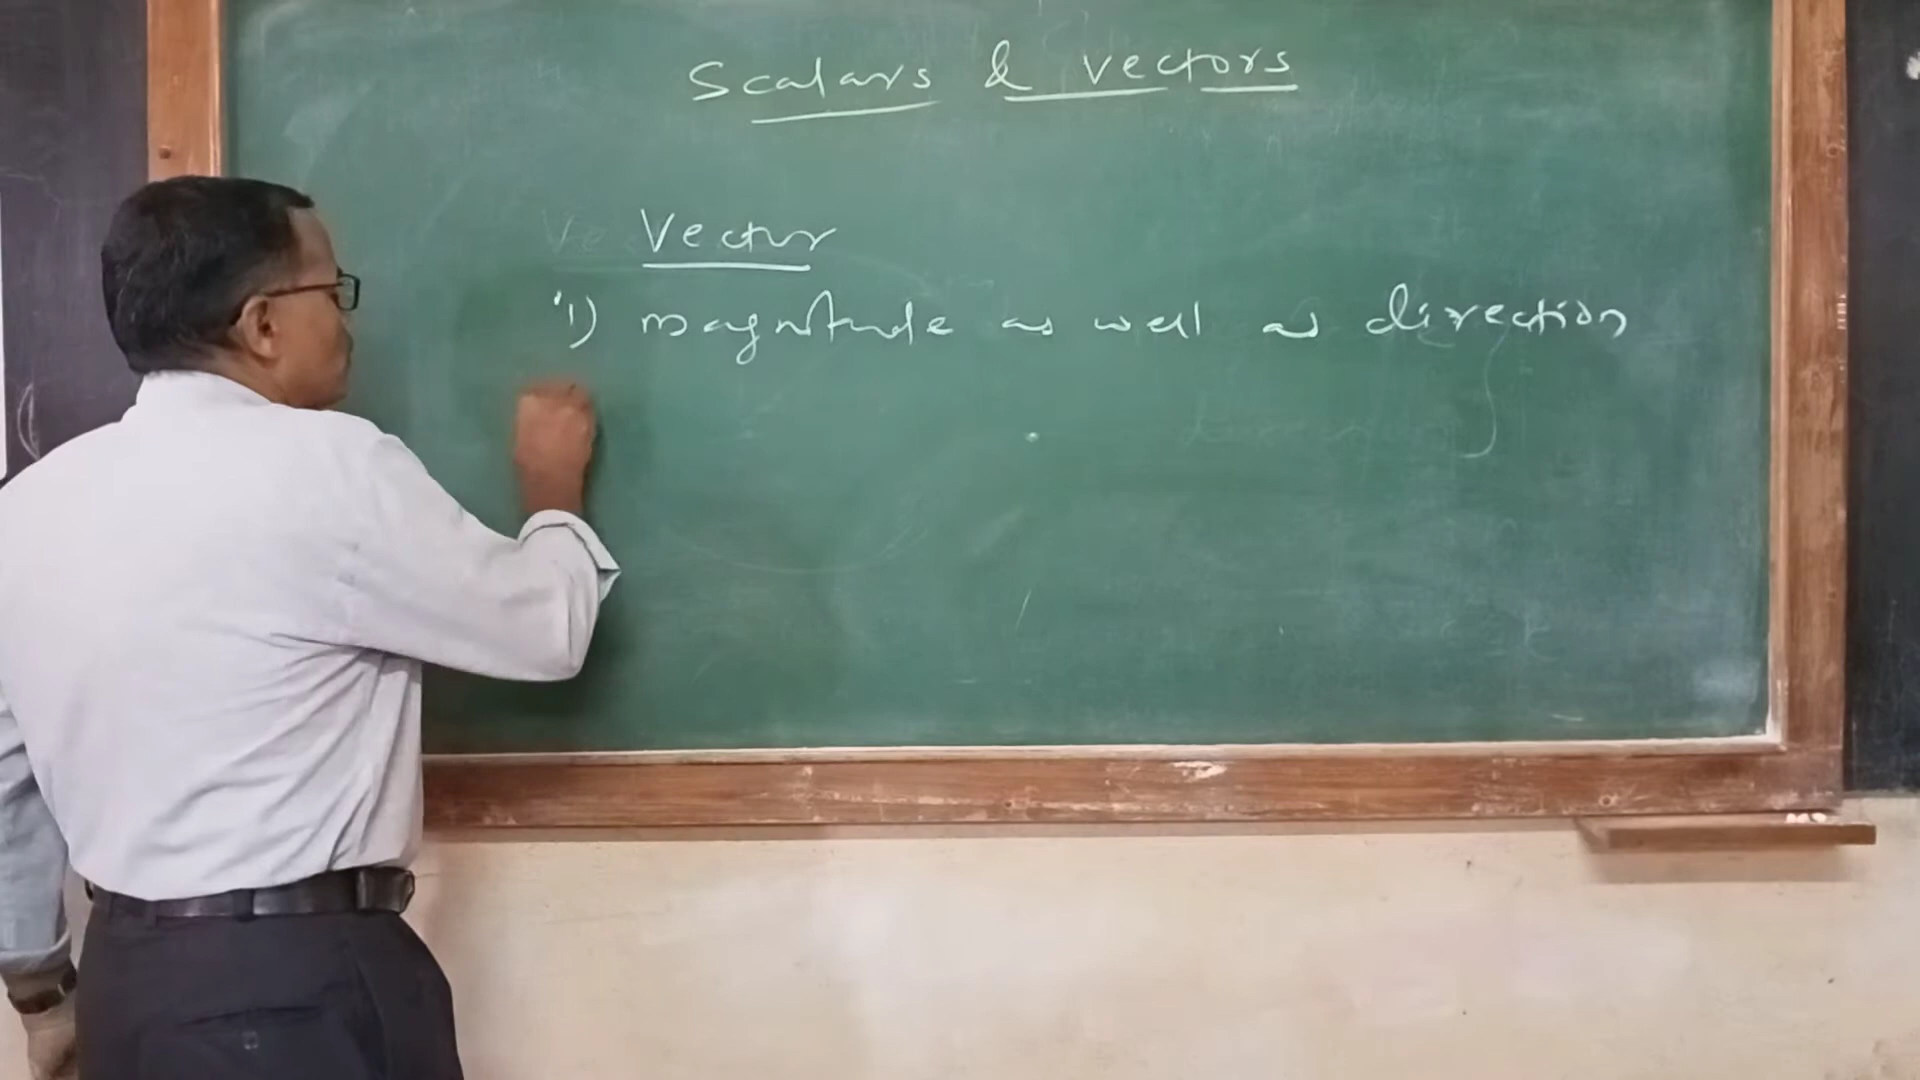 Scalars & vectors
Vector
1) magnitude as well as direction